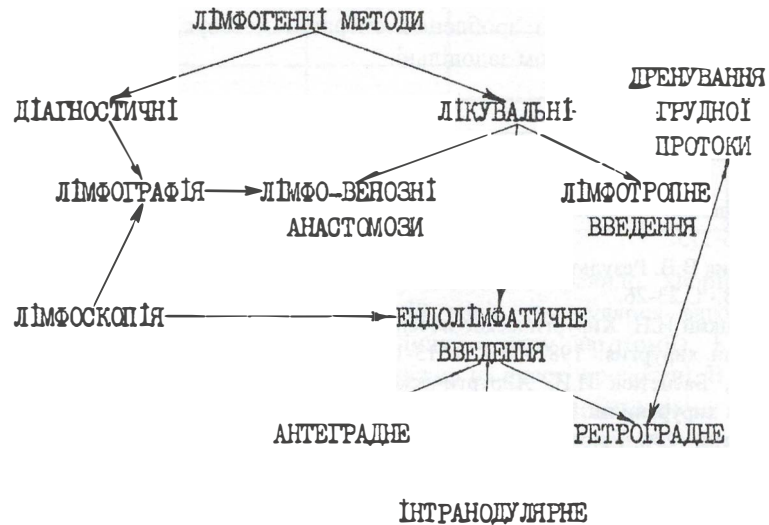 ЛІМФОГЕННІ МЕТОДИ
ДРЕНУВАННЯ
ДІАГНОСТИЧНІ ЛІКУВАЛЬНІ- ГРУДНОЇ
ПРОТОКИ
ЛІМФОГРАФІЯ ЛІМФО-ВЕНОЗНІ ЛІМФОТРОПНЕ
АНАСТОМОЗИ ВВЕДЕННЯ
ЛІМФОСКОПІЯ ЕНДОЛІМФАТИЧНЕ
ВВЕДЕННЯ
АНТЕГРАДНЕ РЕТРОГРАДНЕ
ІНТРАНОДУЛЯРНЕ